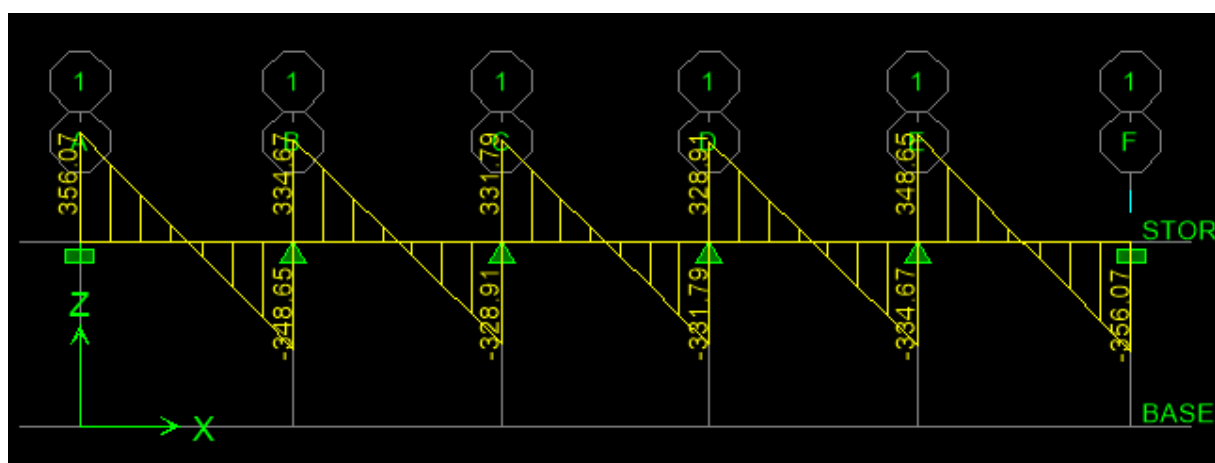 1 1 1 1 1 1
A B C D E F
356.07 334.67 331.79 328.91 348.65
STOR
-348.65 -328.91 -331.79 -334.67 -356.07
Z
BASE
X